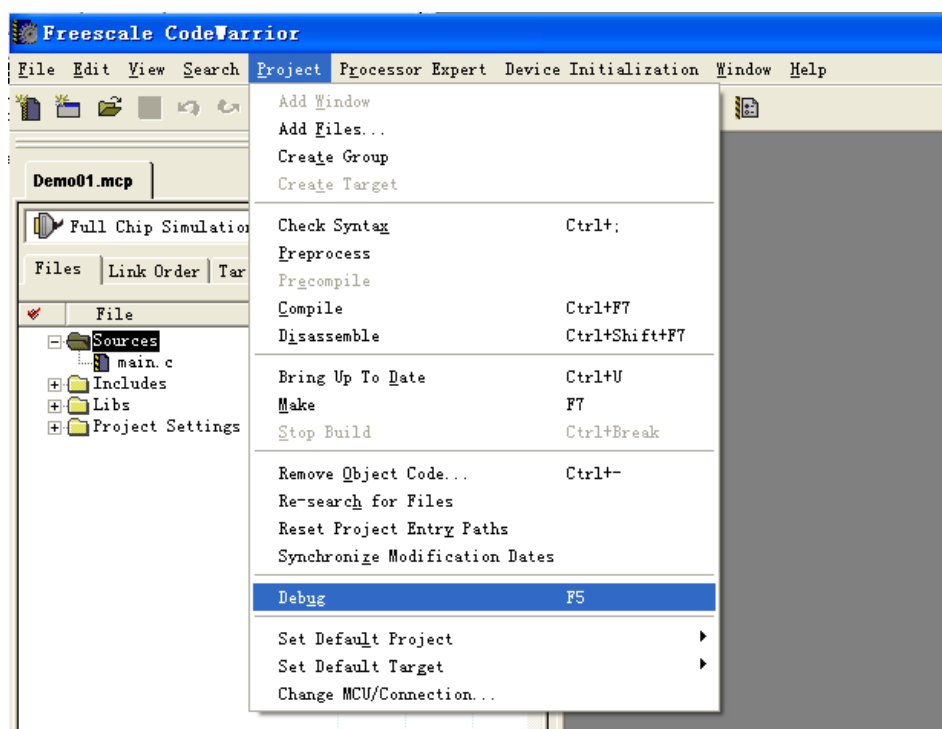 Freescale CodeWarrior
File Edit View Search Project Processor Expert Device Initialization Window Help
Demo01.mcp
Full Chip Simulation
Files Link Order Tar
File
Sources
main.c
Includes
Libs
Project Settings
Add Window
Add Files...
Create Group
Create Target
Check Syntax Ctrl+;
Preprocess
Precompile
Compile Ctrl+F7
Disassemble Ctrl+Shift+F7
Bring Up To Date Ctrl+U
Make F7
Stop Build Ctrl+Break
Remove Object Code... Ctrl+-
Re-search for Files
Reset Project Entry Paths
Synchronize Modification Dates
Debug F5
Set Default Project
Set Default Target
Change MCU/Connection...